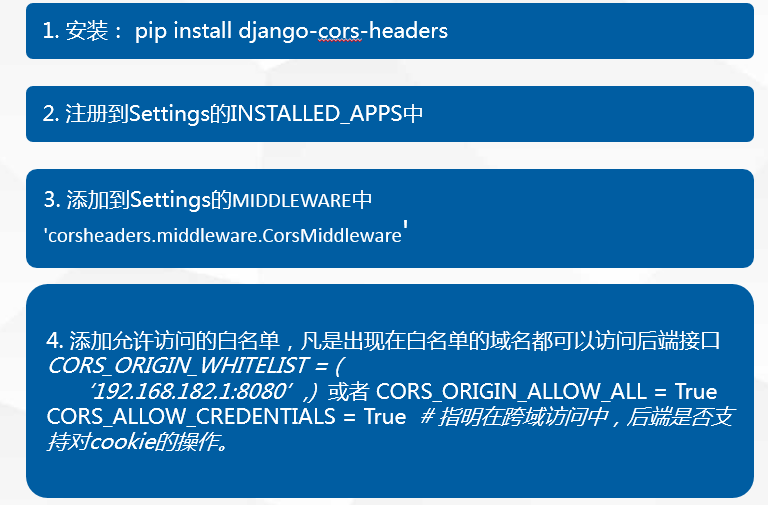 1. 安装： pip install django-cors-headers
2. 注册到Settings的INSTALLED_APPS中
3. 添加到Settings的MIDDLEWARE中
'corsheaders.middleware.CorsMiddleware'
4. 添加允许访问的白名单，凡是出现在白名单的域名都可以访问后端接口
CORS_ORIGIN_WHITELIST = (
‘192.168.182.1:8080’,) 或者 CORS_ORIGIN_ALLOW_ALL = True
CORS_ALLOW_CREDENTIALS = True # 指明在跨域访问中，后端是否支
持对cookie的操作。